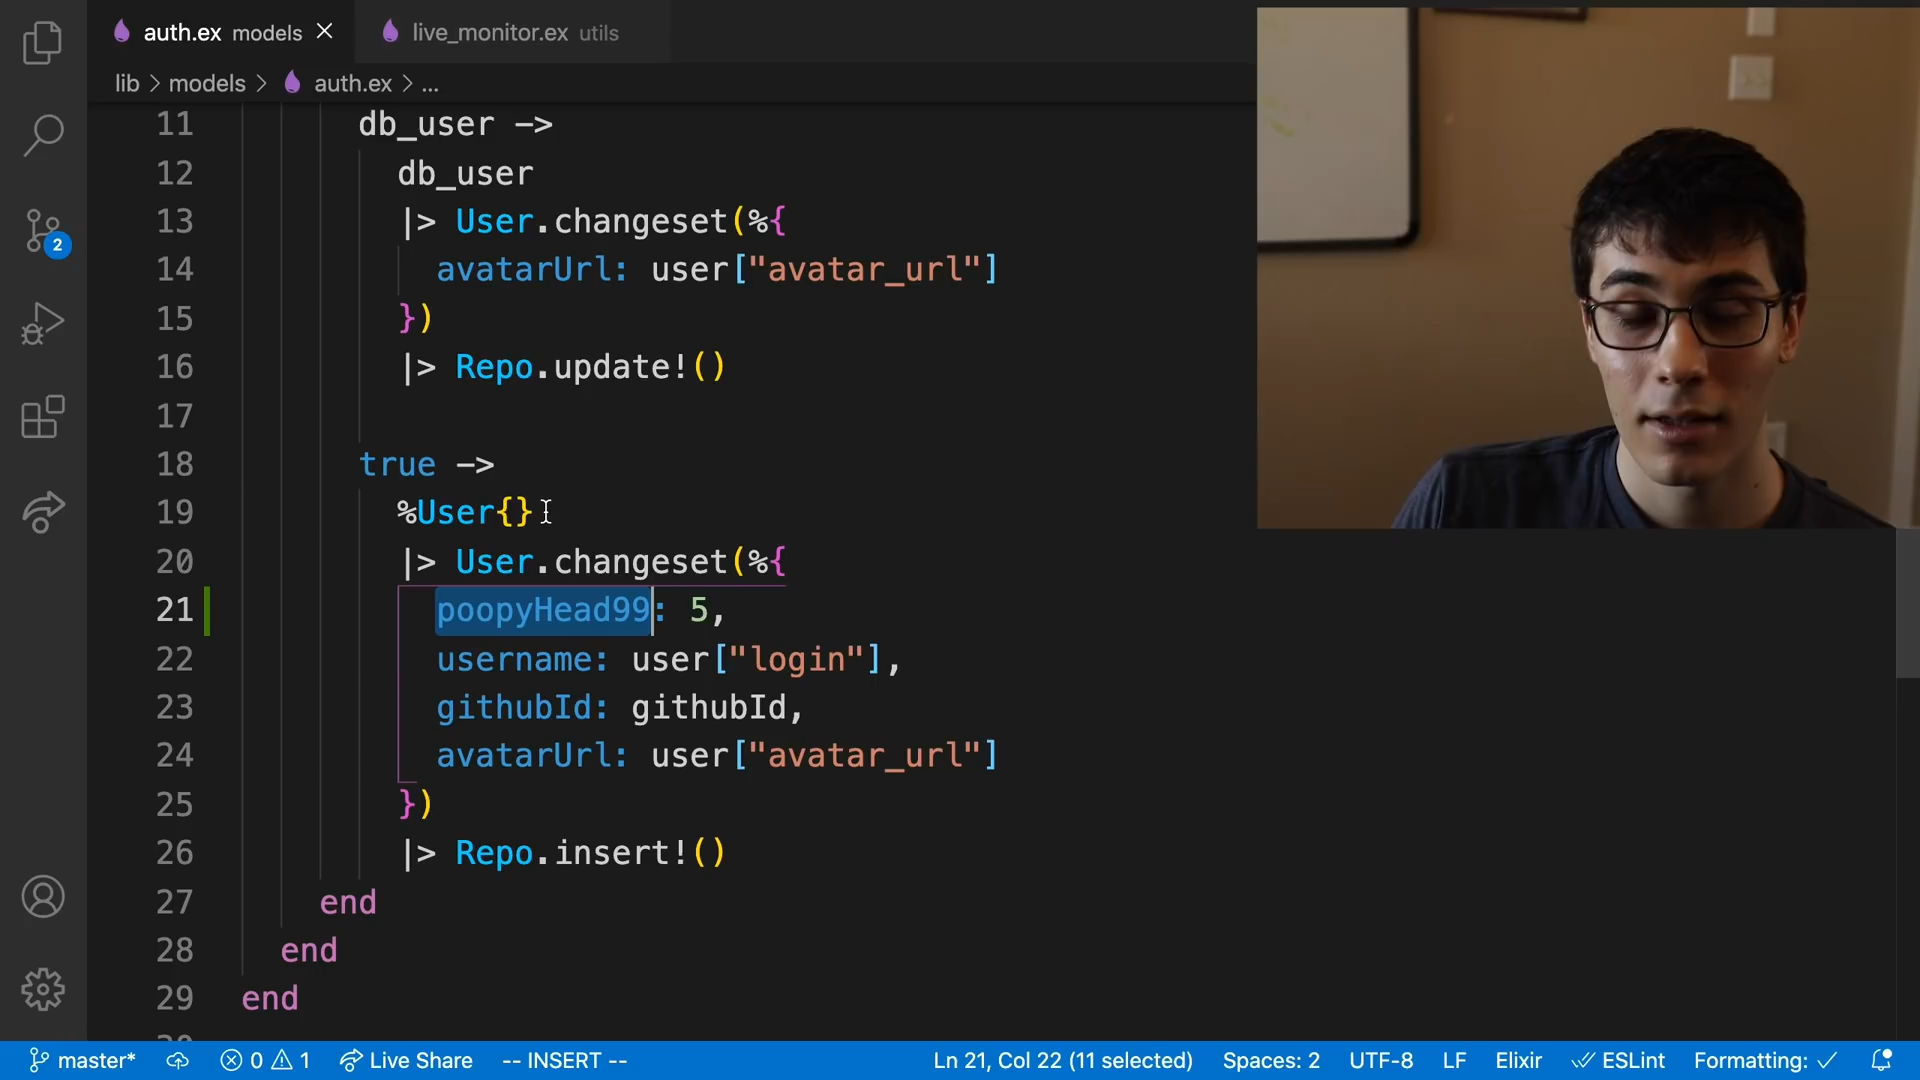 auth.ex models
live_monitor.ex utils
lib > models > auth.ex > ...
11 db_user ->
12 db_user
13 |> User.changeset(%{
14 avatarUrl: user["avatar_url"]
15 })
16 |> Repo.update!()
17
18 true ->
19 %User{}
20 |> User.changeset(%{
21 poopyHead99: 5,
22 username: user["login"],
23 githubId: githubId,
24 avatarUrl: user["avatar_url"]
25 })
26 |> Repo.insert!()
27 end
28 end
29 end
2
master* 0 1 Live Share -- INSERT -- Ln 21, Col 22 (11 selected) Spaces: 2 UTF-8 LF Elixir ESLint Formatting: ✓